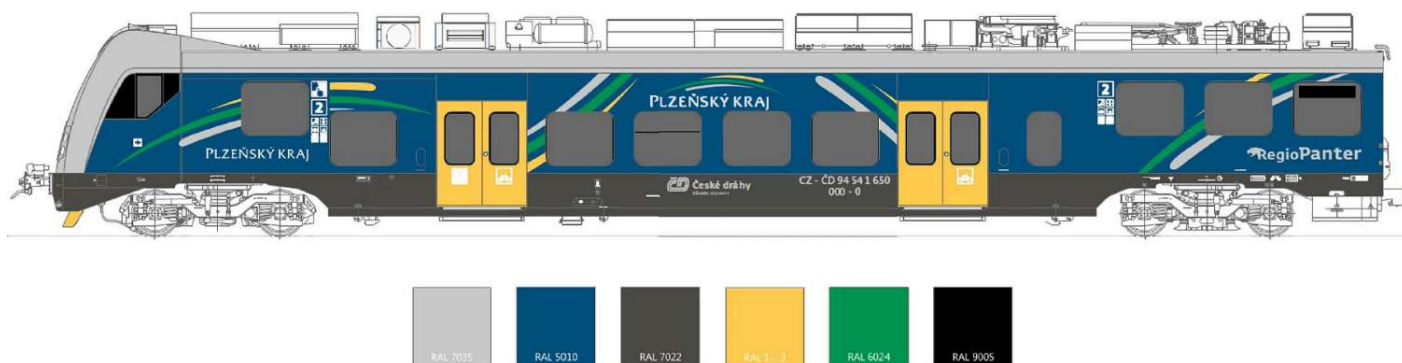 2
2
PLZEŇSKÝ KRAJ
PLZEŇSKÝ KRAJ
RegioPanter
České dráhy
CZ - ČD 94 54 1 650
000 - 0
RAL 7035
RAL 5010
RAL 7022
RAL 6024
RAL 9005